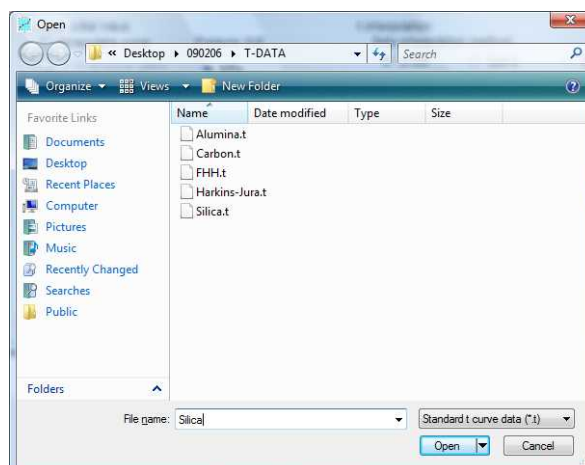 Open
« Desktop ▸ 090206 ▸ T-DATA
Search
Organize
Views
New Folder
Favorite Links
Documents
Desktop
Recent Places
Computer
Pictures
Music
Recently Changed
Searches
Public
Folders
Name Date modified Type Size
Alumina.t
Carbon.t
FHH.t
Harkins-Jura.t
Silica.t
File name: Silica
Standard t curve data (*.t)
Open Cancel